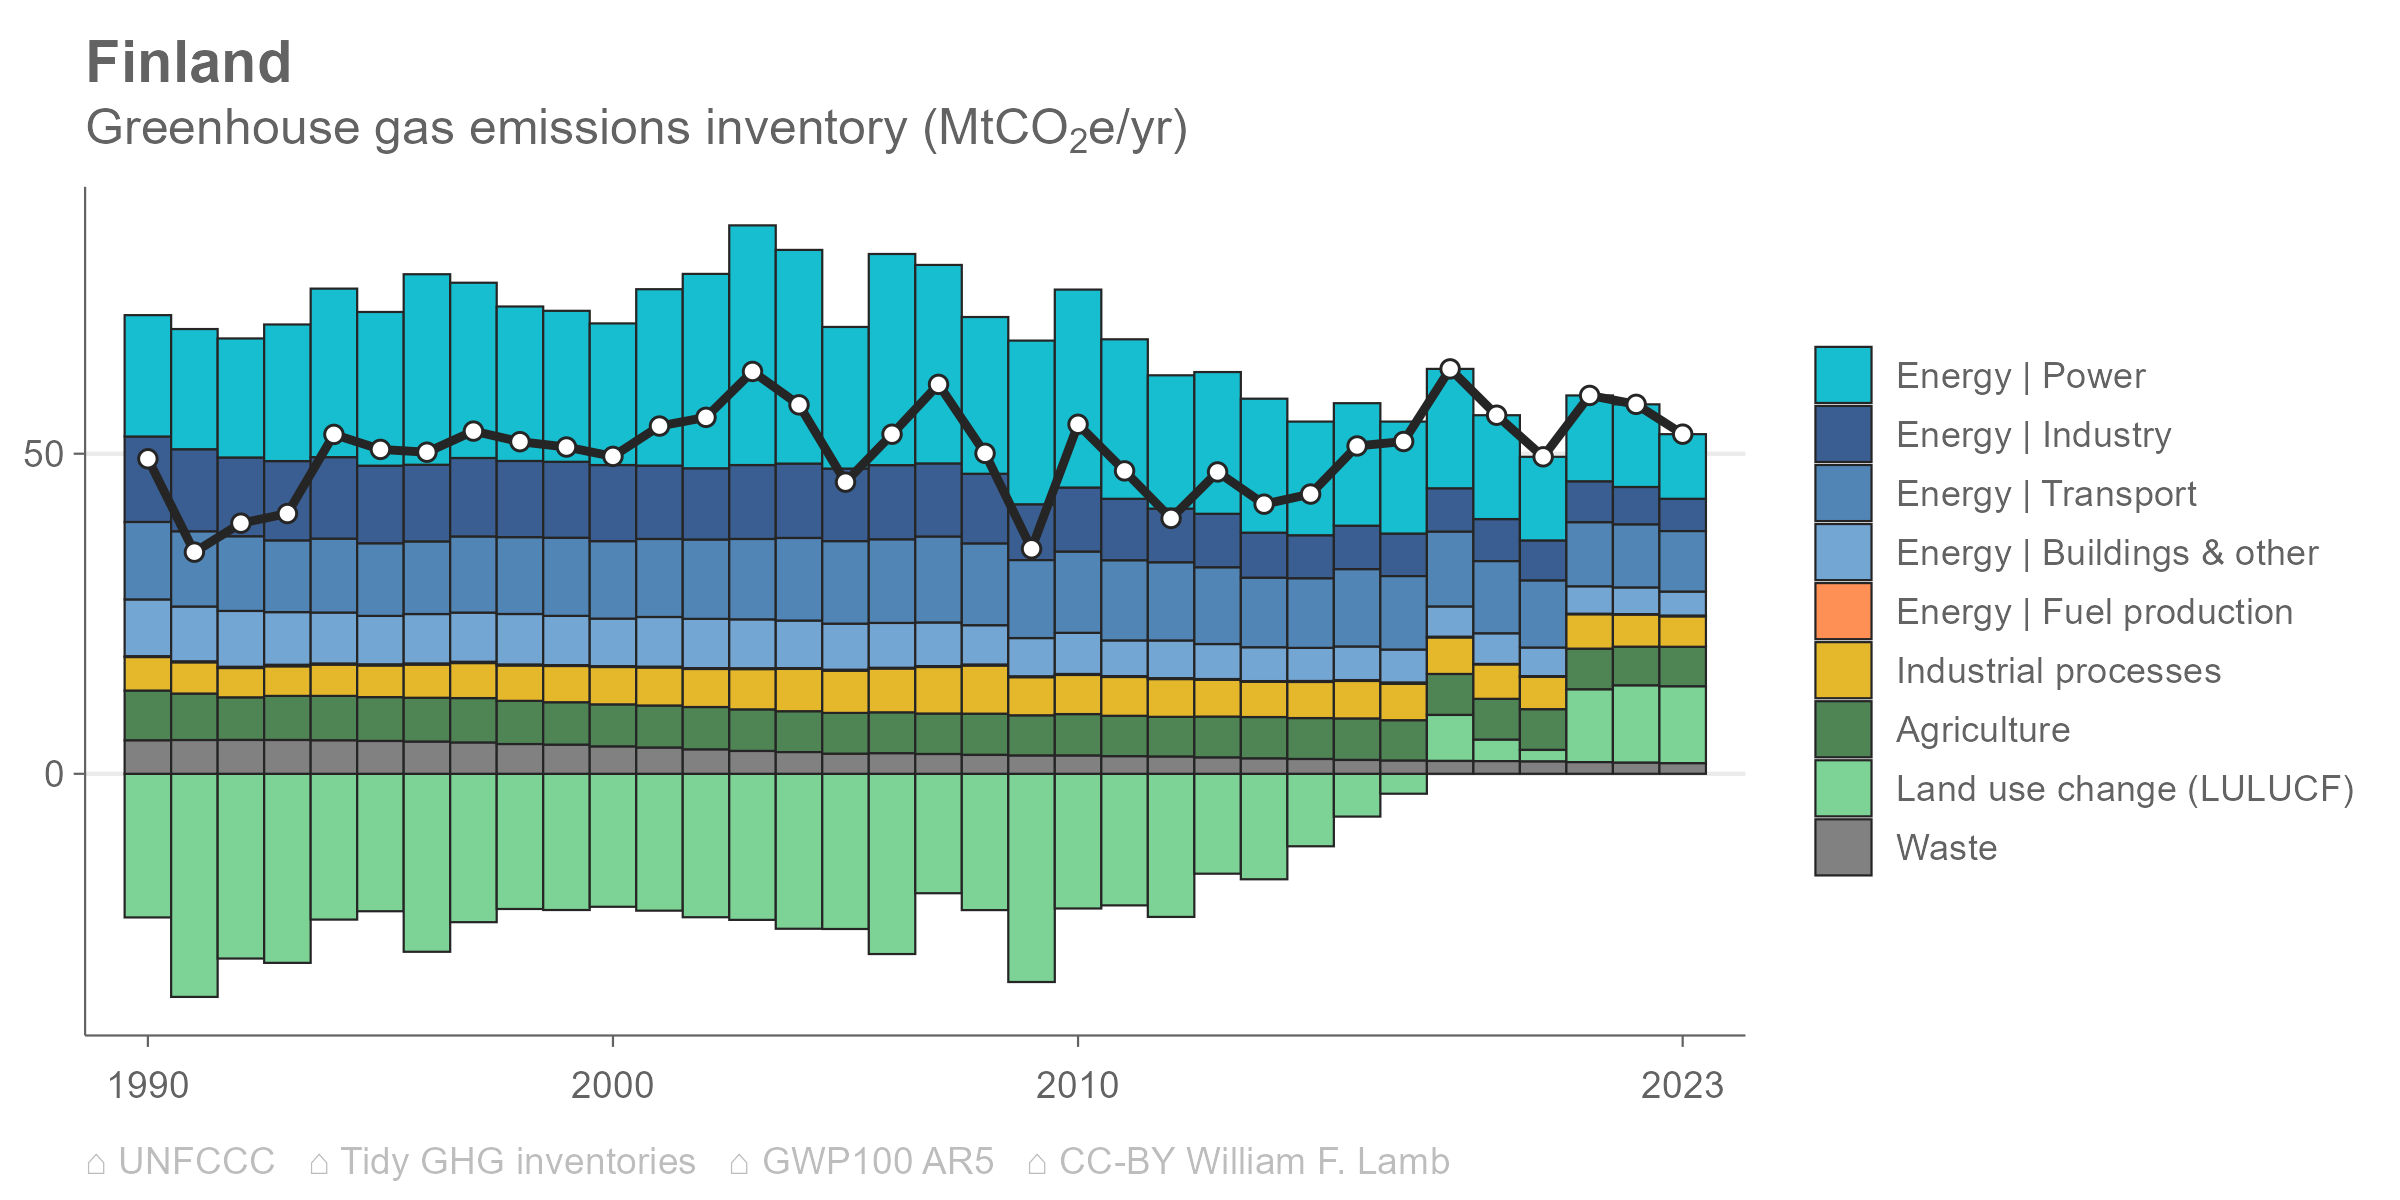 Finland
Greenhouse gas emissions inventory (MtCO₂e/yr)
50
0
1990 2000 2010 2023
Energy | Power
Energy | Industry
Energy | Transport
Energy | Buildings & other
Energy | Fuel production
Industrial processes
Agriculture
Land use change (LULUCF)
Waste
⌂ UNFCCC ⌂ Tidy GHG inventories ⌂ GWP100 AR5 ⌂ CC-BY William F. Lamb